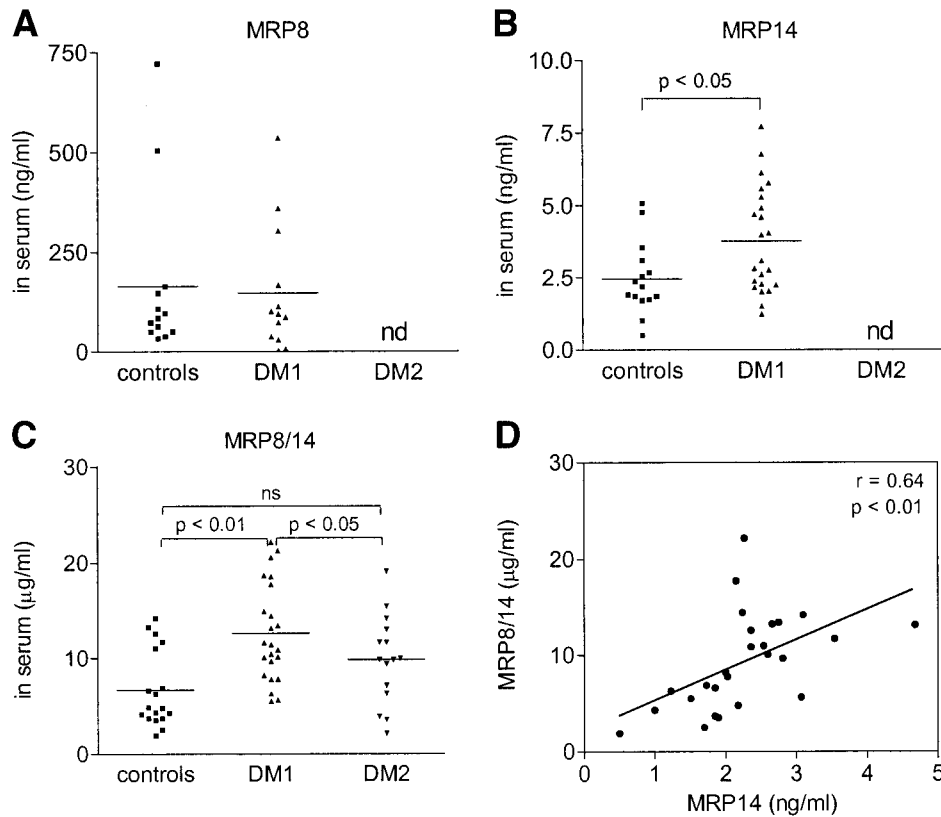 A
MRP8
in serum (ng/ml)
750
500
250
0
nd
controls DM1 DM2
B
MRP14
in serum (ng/ml)
10.0
7.5
5.0
2.5
0.0
p < 0.05
nd
controls DM1 DM2
C
MRP8/14
in serum (μg/ml)
30
20
10
0
ns
p < 0.01 p < 0.05
controls DM1 DM2
D
MRP8/14 (μg/ml)
30
20
10
0
r = 0.64
p < 0.01
0 1 2 3 4 5
MRP14 (ng/ml)